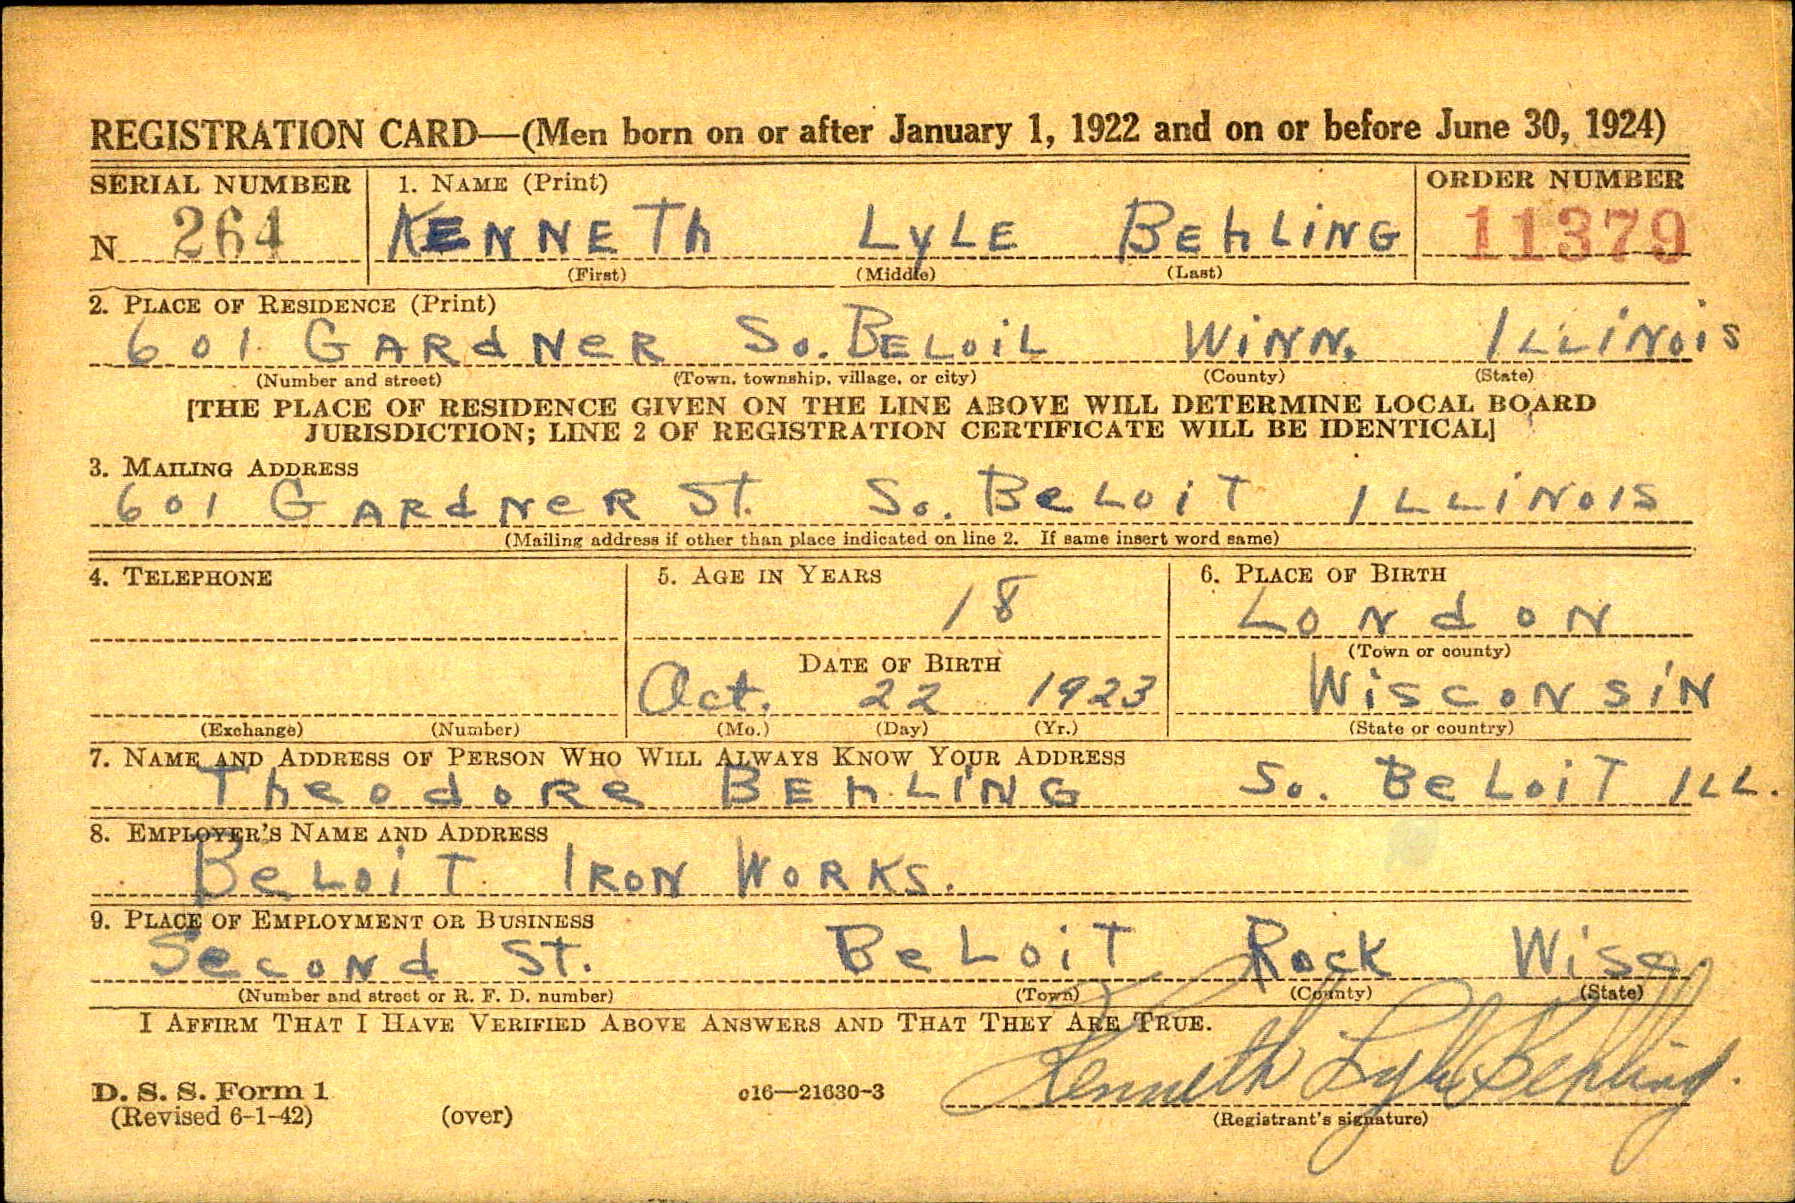 REGISTRATION CARD—(Men born on or after January 1, 1922 and on or before June 30, 1924)
SERIAL NUMBER 1. NAME (Print) ORDER NUMBER
N 264 KENNETh LyLE BEhLiNG 11379
(First) (Middle) (Last)
2. PLACE OF RESIDENCE (Print)
601 GARdNeR So. BELoiL WiNN. ILLiNois
(Number and street) (Town, township, village, or city) (County) (State)
[THE PLACE OF RESIDENCE GIVEN ON THE LINE ABOVE WILL DETERMINE LOCAL BOARD
JURISDICTION; LINE 2 OF REGISTRATION CERTIFICATE WILL BE IDENTICAL]
3. MAILING ADDRESS
601 GARdNeR ST. So. BeLoiT ILLiNoiS
(Mailing address if other than place indicated on line 2. If same insert word same)
4. TELEPHONE 5. AGE IN YEARS 6. PLACE OF BIRTH
18 LoNdoN
(Town or county)
DATE OF BIRTH
Oct. 22 1923 WiscoNsiN
(Exchange) (Number) (Mo.) (Day) (Yr.) (State or country)
7. NAME AND ADDRESS OF PERSON WHO WILL ALWAYS KNOW YOUR ADDRESS
TheodoRe BEhLiNG So. BeLoiT ILL.
8. EMPLOYER'S NAME AND ADDRESS
BeLoiT IRoN WoRKS.
9. PLACE OF EMPLOYMENT OR BUSINESS
SecoNd ST. BeLoiT Rock Wisc.
(Number and street or R. F. D. number) (Town) (County) (State)
I AFFIRM THAT I HAVE VERIFIED ABOVE ANSWERS AND THAT THEY ARE TRUE.
Kenneth Lyle Behling.
D. S. S. Form 1 c16—21630-3
(Revised 6-1-42) (over) (Registrant's signature)